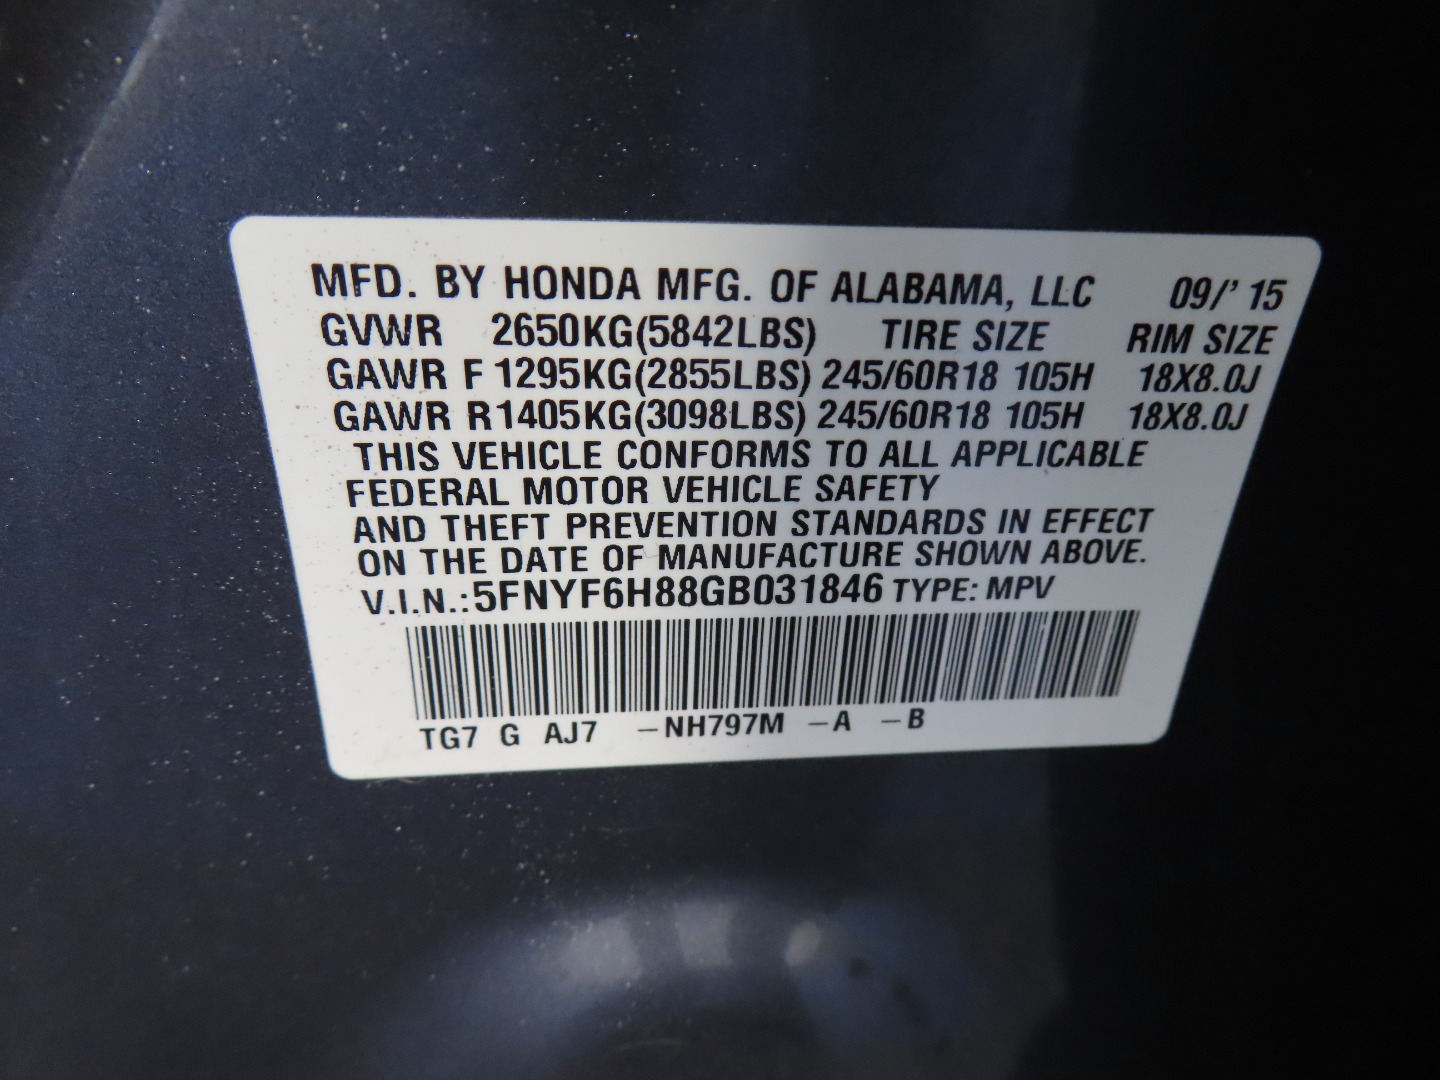 MFD. BY HONDA MFG. OF ALABAMA, LLC 09/' 15
GVWR 2650KG(5842LBS) TIRE SIZE RIM SIZE
GAWR F 1295KG(2855LBS) 245/60R18 105H 18X8.0J
GAWR R 1405KG(3098LBS) 245/60R18 105H 18X8.0J
THIS VEHICLE CONFORMS TO ALL APPLICABLE
FEDERAL MOTOR VEHICLE SAFETY
AND THEFT PREVENTION STANDARDS IN EFFECT
ON THE DATE OF MANUFACTURE SHOWN ABOVE.
V.I.N.: 5FNYF6H88GB031846 TYPE: MPV
TG7 G AJ7 –NH797M –A –B